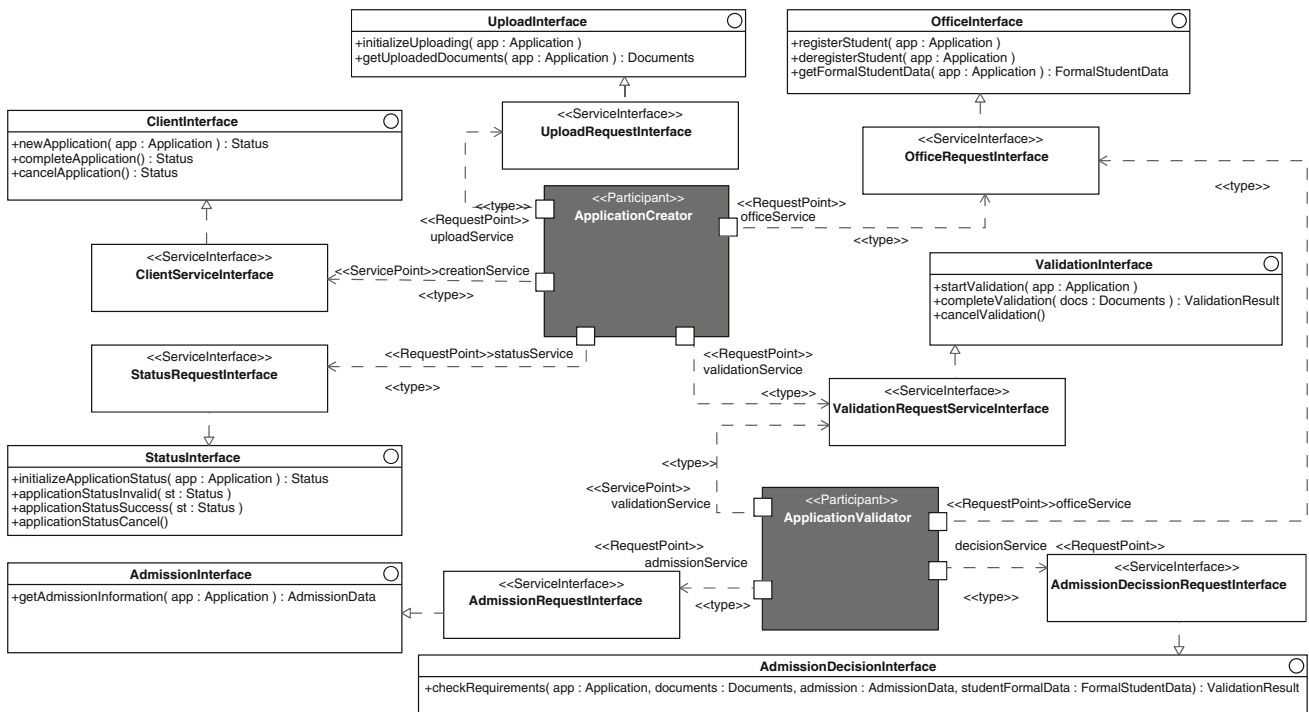 UploadInterface
+initializeUploading( app : Application )
+getUploadedDocuments( app : Application ) : Documents
OfficeInterface
+registerStudent( app : Application )
+deregisterStudent( app : Application )
+getFormalStudentData( app : Application ) : FormalStudentData
ClientInterface
+newApplication( app : Application ) : Status
+completeApplication() : Status
+cancelApplication() : Status
<<ServiceInterface>>
UploadRequestInterface
<<ServiceInterface>>
OfficeRequestInterface
<<type>>
<<type>>
<<RequestPoint>>
uploadService
<<Participant>>
ApplicationCreator
<<RequestPoint>>
officeService
<<type>>
<<ServiceInterface>>
ClientServiceInterface
<<ServicePoint>>creationService
<<type>>
ValidationInterface
+startValidation( app : Application )
+completeValidation( docs : Documents ) : ValidationResult
+cancelValidation()
<<ServiceInterface>>
StatusRequestInterface
<<RequestPoint>>statusService
<<type>>
<<RequestPoint>>
validationService
<<type>>
<<ServiceInterface>>
ValidationRequestServiceInterface
StatusInterface
+initializeApplicationStatus( app : Application ) : Status
+applicationStatusInvalid( st : Status )
+applicationStatusSuccess( st : Status )
+applicationStatusCancel()
<<type>>
<<ServicePoint>>
validationService
<<Participant>>
ApplicationValidator
<<RequestPoint>>officeService
<<RequestPoint>>
admissionService
<<type>>
decisionService <<RequestPoint>>
<<type>>
<<ServiceInterface>>
AdmissionDecissionRequestInterface
AdmissionInterface
+getAdmissionInformation( app : Application ) : AdmissionData
<<ServiceInterface>>
AdmissionRequestInterface
AdmissionDecisionInterface
+checkRequirements( app : Application, documents : Documents, admission : AdmissionData, studentFormalData : FormalStudentData) : ValidationResult